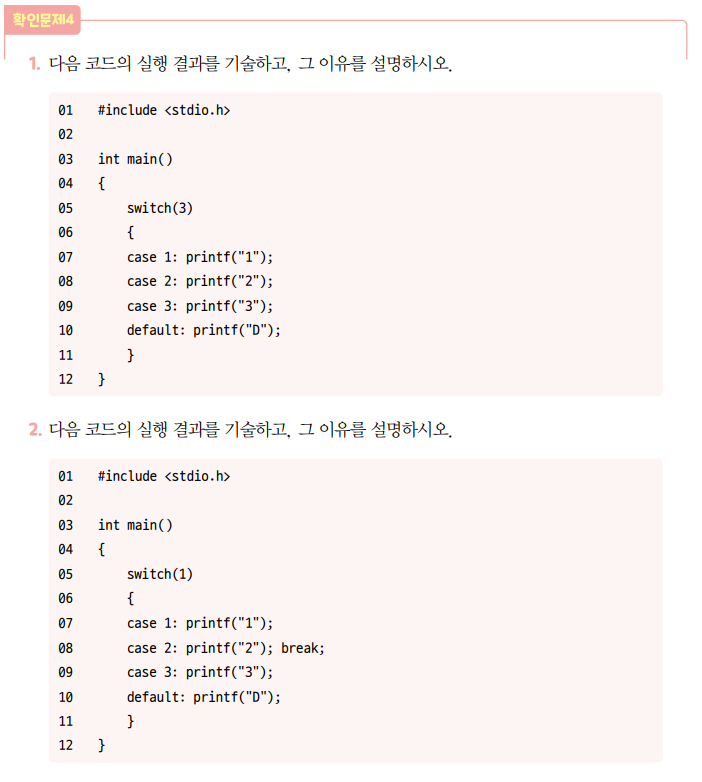 확인문제4
1. 다음 코드의 실행 결과를 기술하고, 그 이유를 설명하시오.
01 #include <stdio.h>
02
03 int main()
04 {
05 switch(3)
06 {
07 case 1: printf("1");
08 case 2: printf("2");
09 case 3: printf("3");
10 default: printf("D");
11 }
12 }
2. 다음 코드의 실행 결과를 기술하고, 그 이유를 설명하시오.
01 #include <stdio.h>
02
03 int main()
04 {
05 switch(1)
06 {
07 case 1: printf("1");
08 case 2: printf("2"); break;
09 case 3: printf("3");
10 default: printf("D");
11 }
12 }